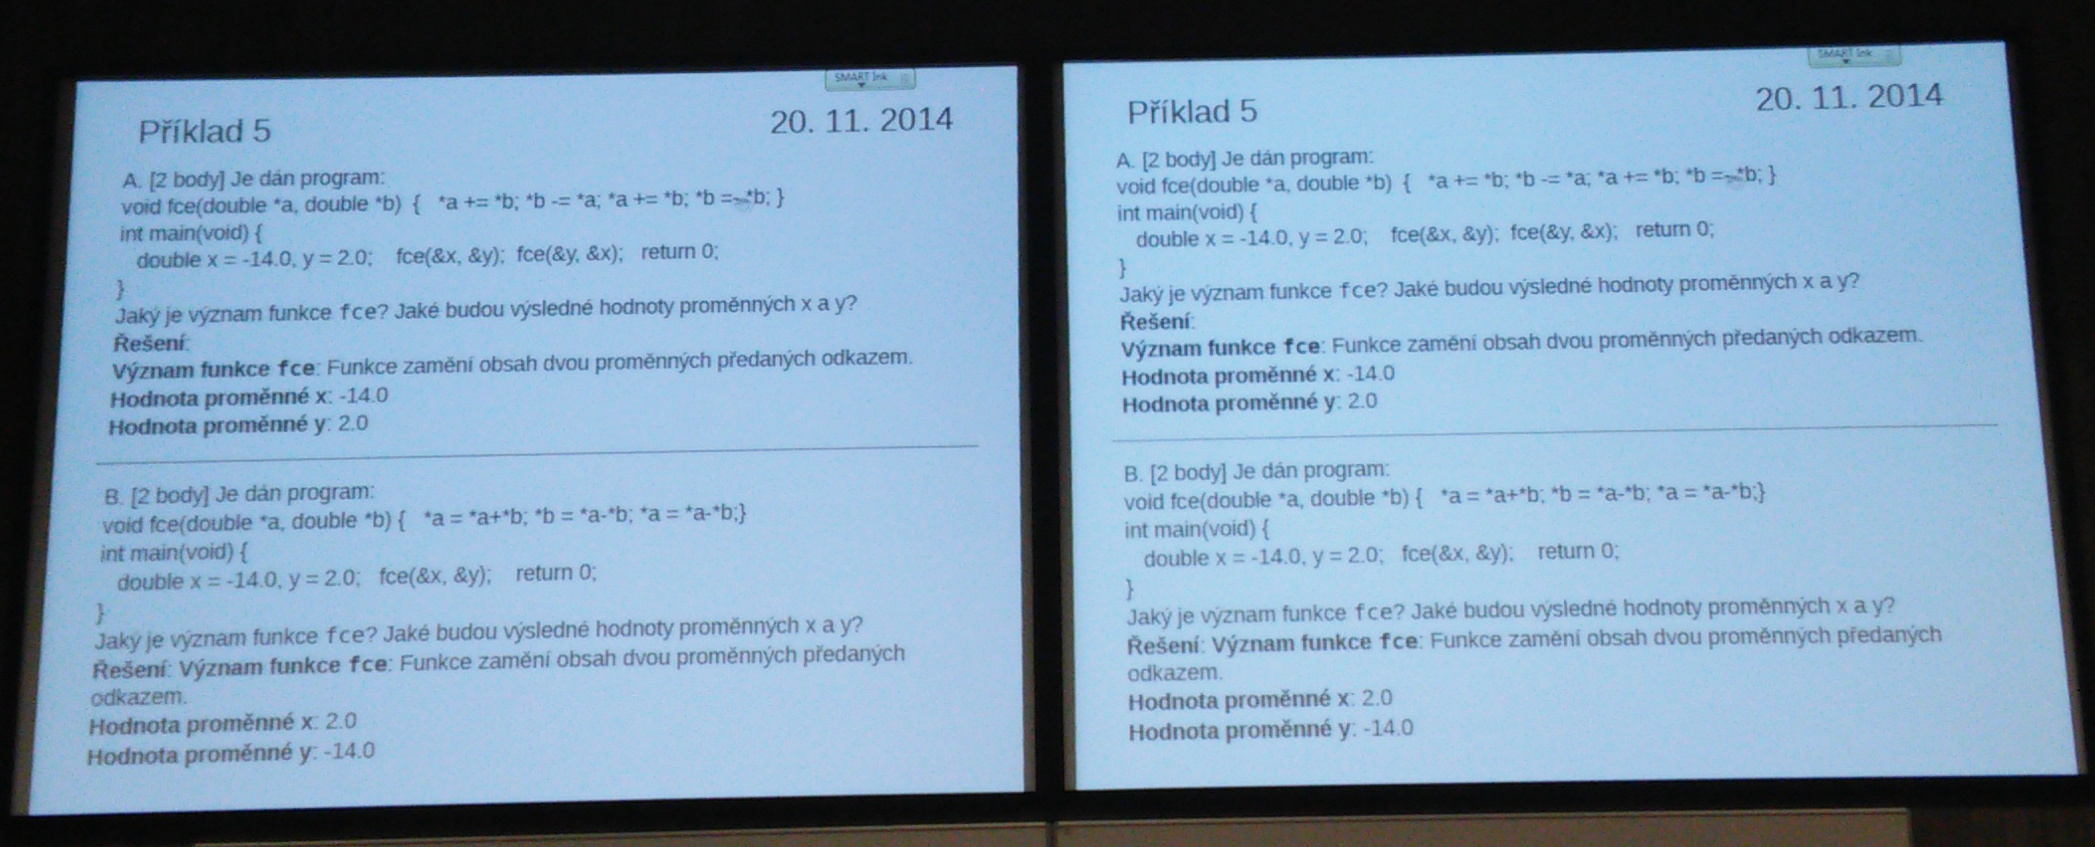 SMART Ink
Příklad 5
20. 11. 2014
A. [2 body] Je dán program:
void fce(double *a, double *b) { *a += *b; *b -= *a; *a += *b; *b =-*b; }
int main(void) {
double x = -14.0, y = 2.0; fce(&x, &y); fce(&y, &x); return 0;
}
Jaký je význam funkce fce? Jaké budou výsledné hodnoty proměnných x a y?
Řešení:
Význam funkce fce: Funkce zamění obsah dvou proměnných předaných odkazem.
Hodnota proměnné x: -14.0
Hodnota proměnné y: 2.0
B. [2 body] Je dán program:
void fce(double *a, double *b) { *a = *a+*b; *b = *a-*b; *a = *a-*b;}
int main(void) {
double x = -14.0, y = 2.0; fce(&x, &y); return 0;
}
Jaký je význam funkce fce? Jaké budou výsledné hodnoty proměnných x a y?
Řešení: Význam funkce fce: Funkce zamění obsah dvou proměnných předaných
odkazem.
Hodnota proměnné x: 2.0
Hodnota proměnné y: -14.0
SMART Ink
Příklad 5
20. 11. 2014
A. [2 body] Je dán program:
void fce(double *a, double *b) { *a += *b; *b -= *a; *a += *b; *b =-*b; }
int main(void) {
double x = -14.0, y = 2.0; fce(&x, &y); fce(&y, &x); return 0;
}
Jaký je význam funkce fce? Jaké budou výsledné hodnoty proměnných x a y?
Řešení:
Význam funkce fce: Funkce zamění obsah dvou proměnných předaných odkazem.
Hodnota proměnné x: -14.0
Hodnota proměnné y: 2.0
B. [2 body] Je dán program:
void fce(double *a, double *b) { *a = *a+*b; *b = *a-*b; *a = *a-*b;}
int main(void) {
double x = -14.0, y = 2.0; fce(&x, &y); return 0;
}
Jaký je význam funkce fce? Jaké budou výsledné hodnoty proměnných x a y?
Řešení: Význam funkce fce: Funkce zamění obsah dvou proměnných předaných
odkazem.
Hodnota proměnné x: 2.0
Hodnota proměnné y: -14.0